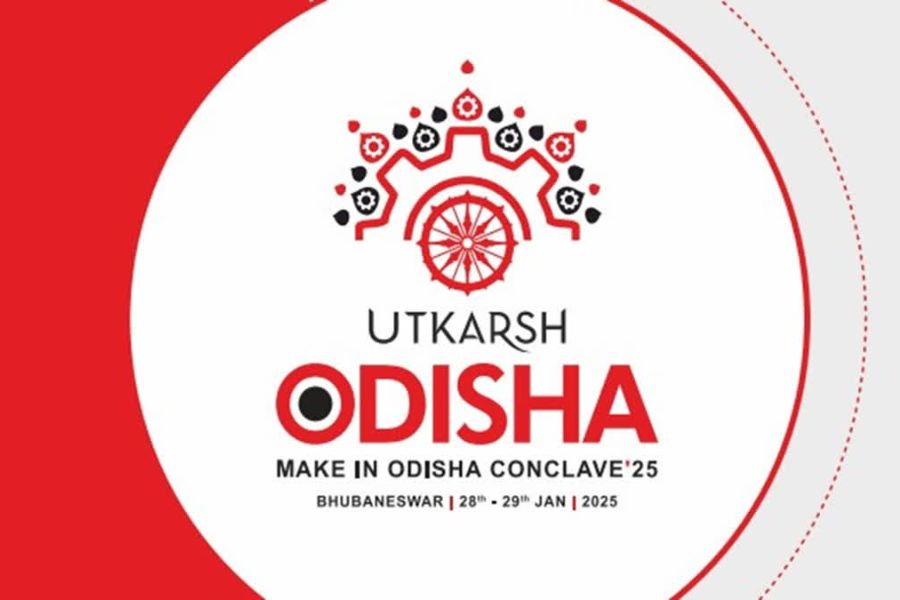 UTKARSH
ODISHA
MAKE IN ODISHA CONCLAVE'25
BHUBANESWAR | 28th - 29th JAN | 2025